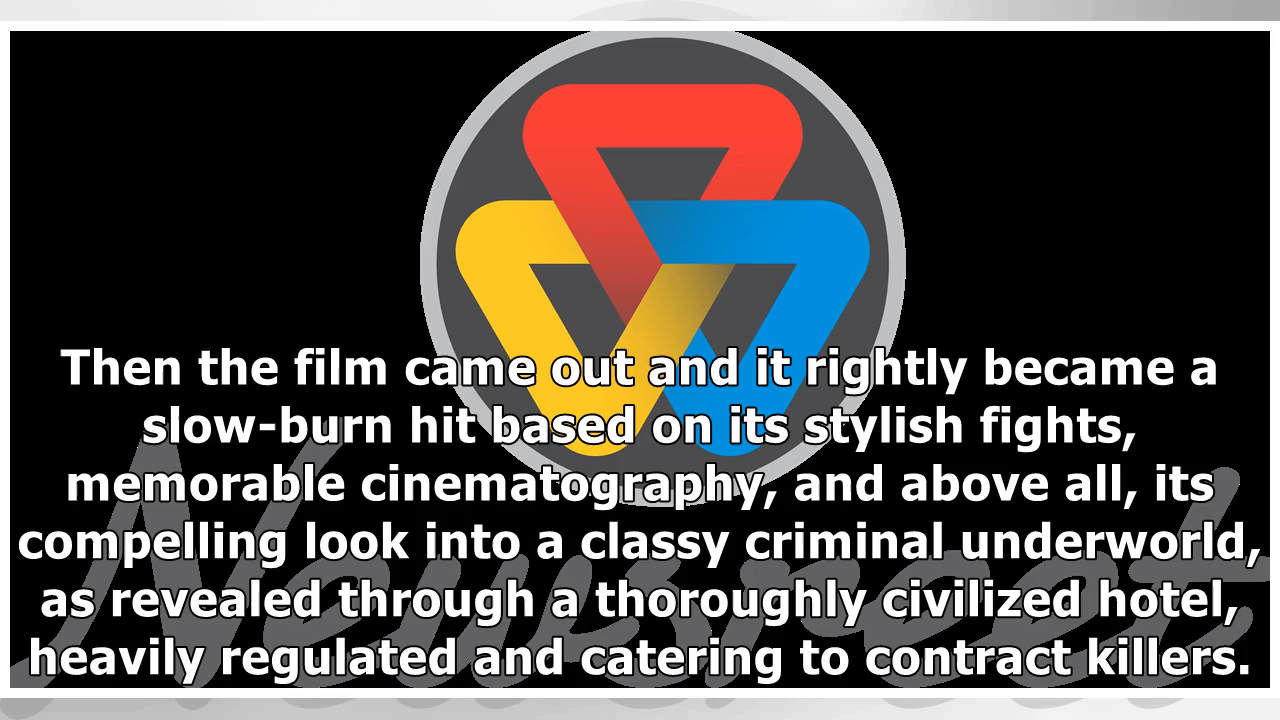 Then the film came out and it rightly became a
slow-burn hit based on its stylish fights,
memorable cinematography, and above all, its
compelling look into a classy criminal underworld,
as revealed through a thoroughly civilized hotel,
heavily regulated and catering to contract killers.